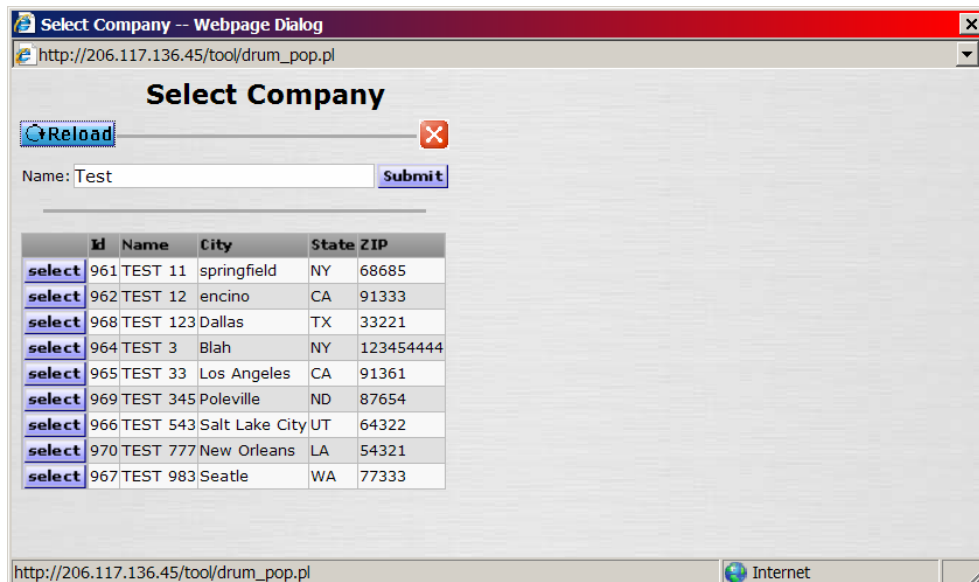 Select Company -- Webpage Dialog
http://206.117.136.45/tool/drum_pop.pl
Select Company
Reload
Name: Test Submit
Id Name City State ZIP
select 961 TEST 11 springfield NY 68685
select 962 TEST 12 encino CA 91333
select 968 TEST 123 Dallas TX 33221
select 964 TEST 3 Blah NY 123454444
select 965 TEST 33 Los Angeles CA 91361
select 969 TEST 345 Poleville ND 87654
select 966 TEST 543 Salt Lake City UT 64322
select 970 TEST 777 New Orleans LA 54321
select 967 TEST 983 Seatle WA 77333
http://206.117.136.45/tool/drum_pop.pl Internet